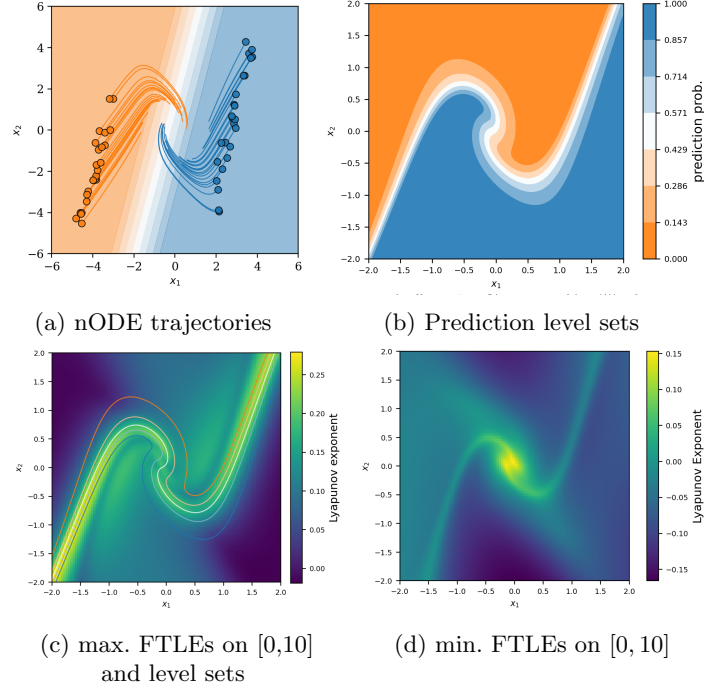 6
4
2
0
−2
−4
−6
x2
−6 −4 −2 0 2 4 6
x1
(a) nODE trajectories
2.0
1.5
1.0
0.5
0.0
−0.5
−1.0
−1.5
−2.0
x2
−2.0 −1.5 −1.0 −0.5 0.0 0.5 1.0 1.5 2.0
x1
1.000
0.857
0.714
0.571
0.429
0.286
0.143
0.000
prediction prob.
(b) Prediction level sets
2.0
1.5
1.0
0.5
0.0
−0.5
−1.0
−1.5
−2.0
x2
−2.0 −1.5 −1.0 −0.5 0.0 0.5 1.0 1.5 2.0
x1
0.25
0.20
0.15
0.10
0.05
0.00
Lyapunov exponent
(c) max. FTLEs on [0,10]
and level sets
2.0
1.5
1.0
0.5
0.0
−0.5
−1.0
−1.5
−2.0
x2
−2.0 −1.5 −1.0 −0.5 0.0 0.5 1.0 1.5 2.0
x1
0.15
0.10
0.05
0.00
−0.05
−0.10
−0.15
Lyapunov Exponent
(d) min. FTLEs on [0, 10]